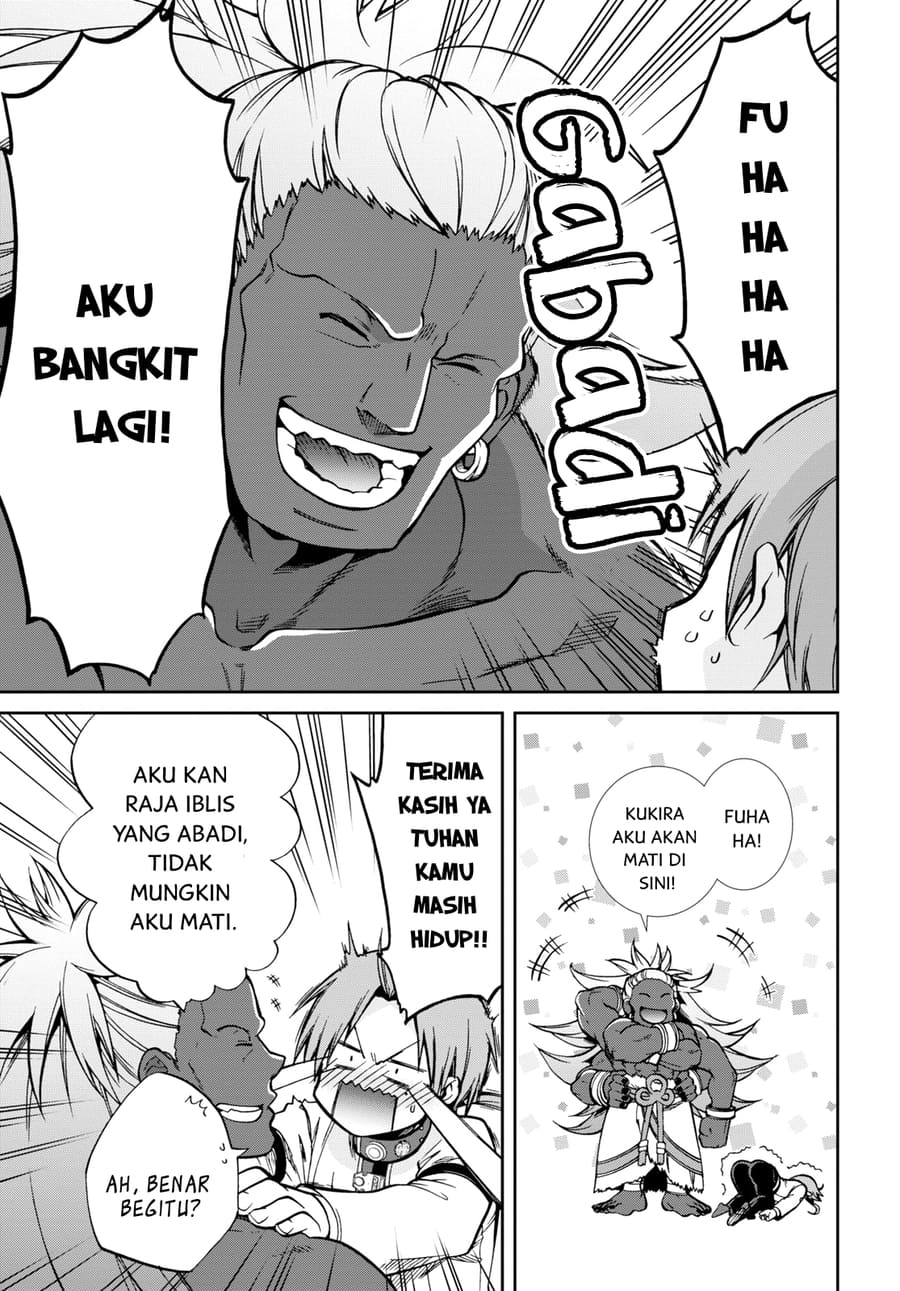 FU
HA
HA
HA
HA
Gabadi
AKU
BANGKIT
LAGI!
FUHA
HA!
KUKIRA
AKU AKAN
MATI DI
SINI!
TERIMA
KASIH YA
TUHAN
KAMU
MASIH
HIDUP!!
AKU KAN
RAJA IBLIS
YANG ABADI,
TIDAK
MUNGKIN
AKU MATI.
AH, BENAR
BEGITU?